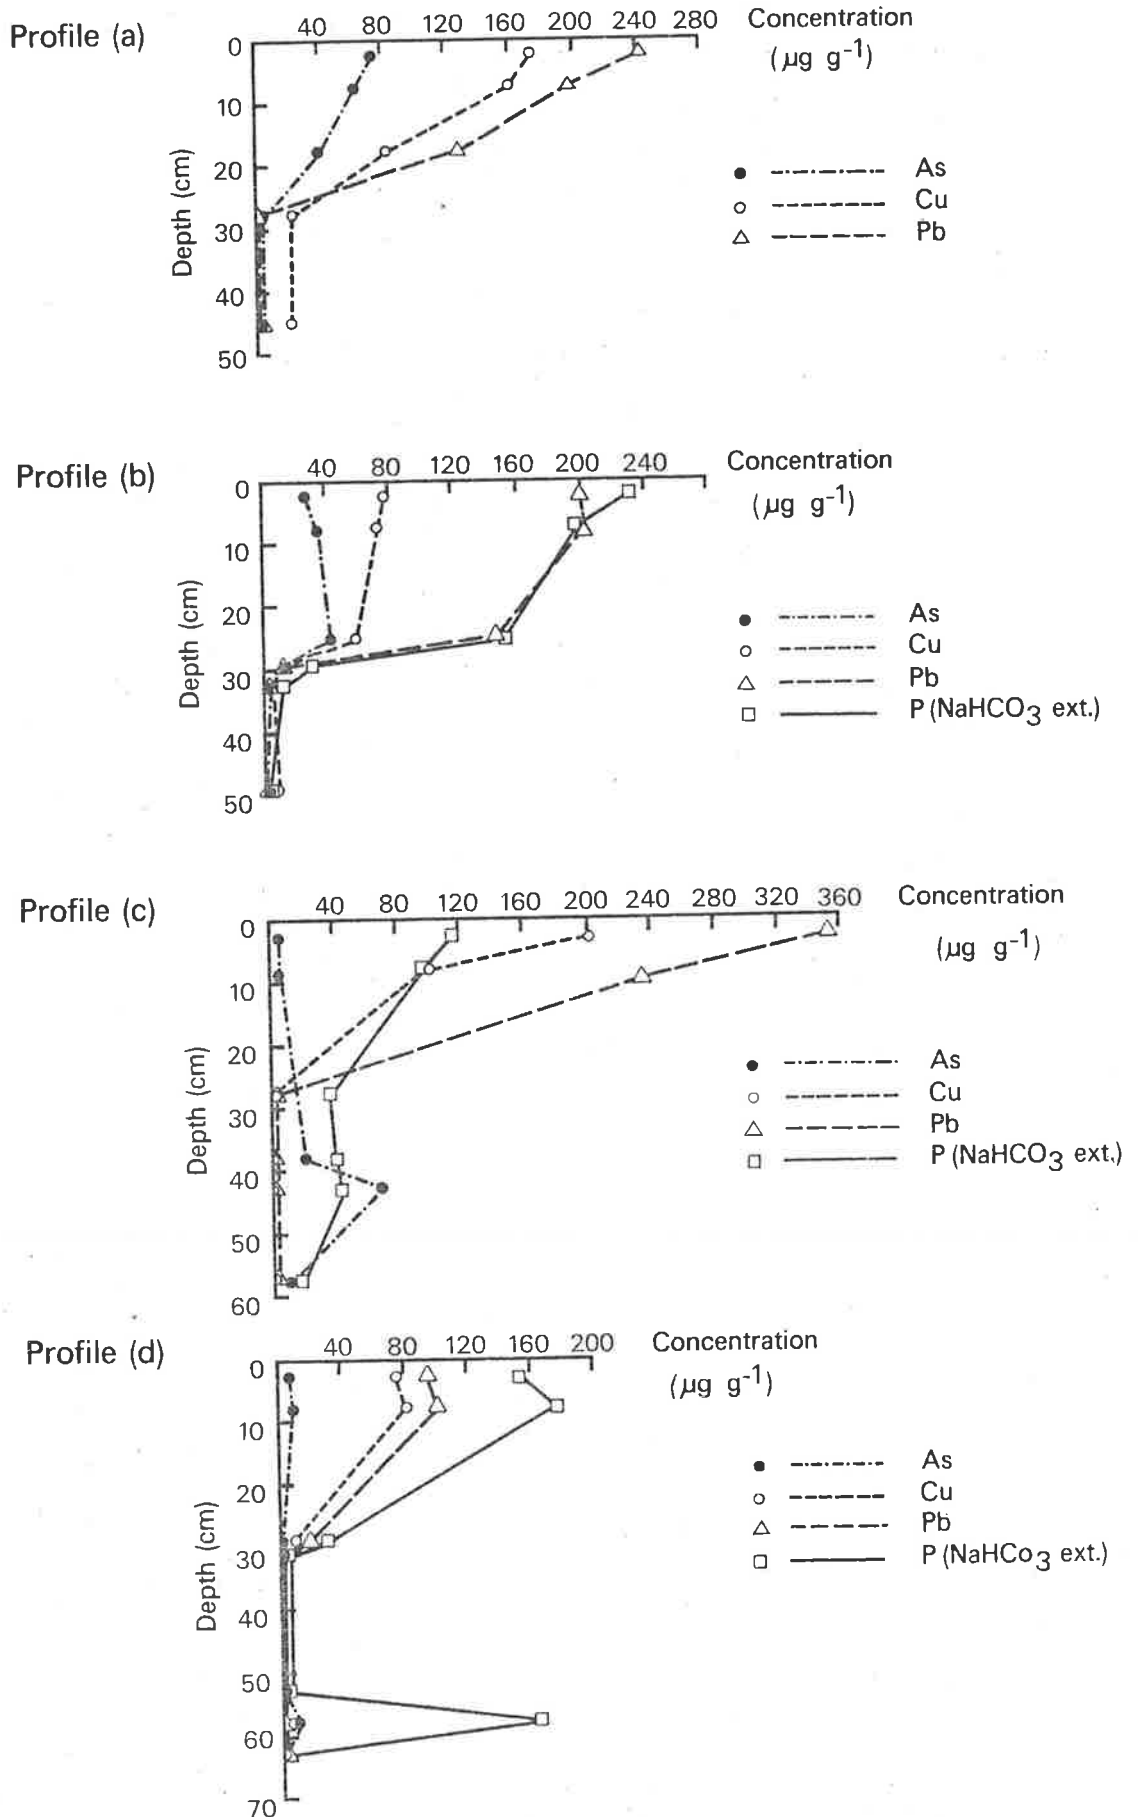 Profile (a)
40 80 120 160 200 240 280 Concentration
(µg g-1)
0
10
20
30
40
50
Depth (cm)
As
Cu
Pb
Profile (b)
40 80 120 160 200 240 Concentration
(µg g-1)
0
10
20
30
40
50
Depth (cm)
As
Cu
Pb
P (NaHCO3 ext.)
Profile (c)
40 80 120 160 200 240 280 320 360 Concentration
(µg g-1)
0
10
20
30
40
50
60
Depth (cm)
As
Cu
Pb
P (NaHCO3 ext.)
Profile (d)
40 80 120 160 200 Concentration
(µg g-1)
0
10
20
30
40
50
60
70
Depth (cm)
As
Cu
Pb
P (NaHCo3 ext.)